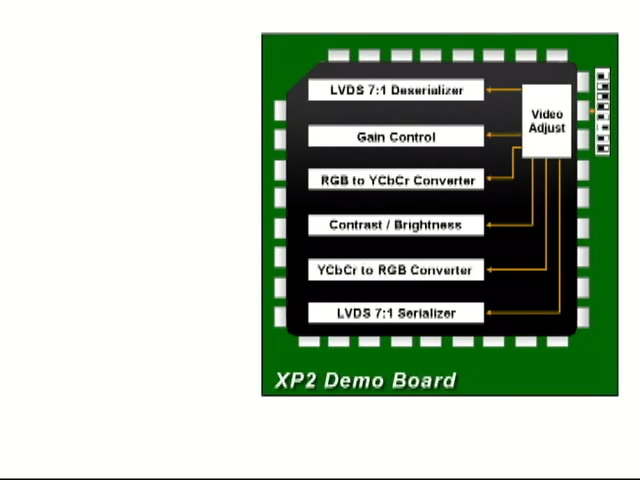 LVDS 7:1 Deserializer
Video
Adjust
Gain Control
RGB to YCbCr Converter
Contrast / Brightness
YCbCr to RGB Converter
LVDS 7:1 Serializer
XP2 Demo Board